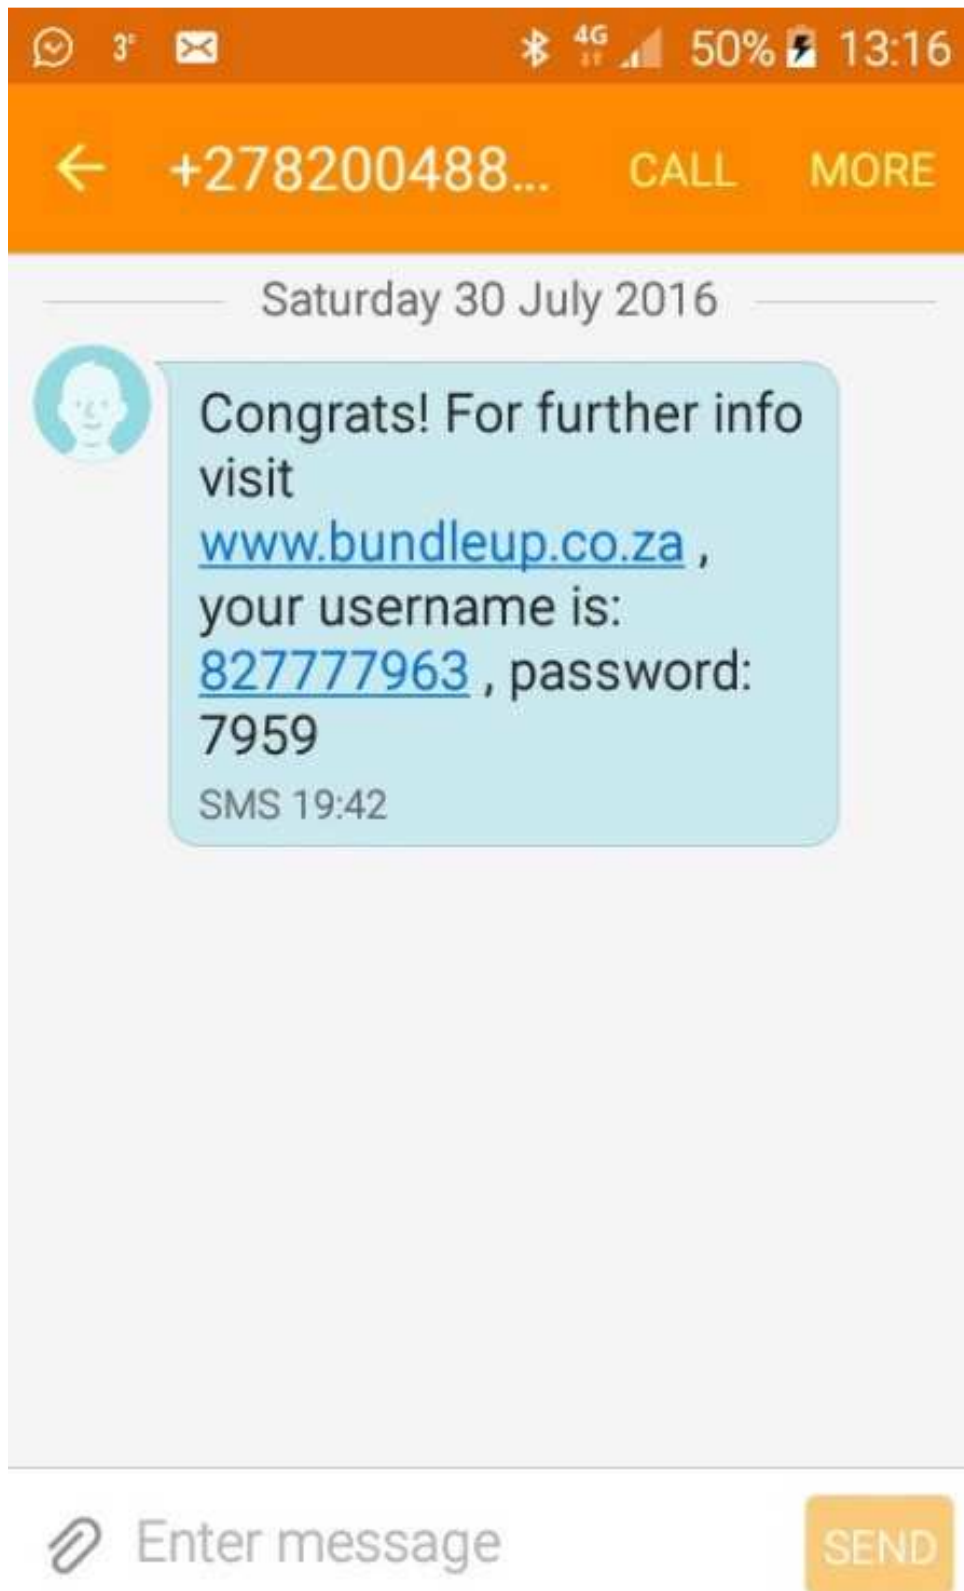 3° 4G 50% 13:16
+278200488... CALL MORE
Saturday 30 July 2016
Congrats! For further info
visit
www.bundleup.co.za ,
your username is:
827777963 , password:
7959
SMS 19:42
Enter message SEND